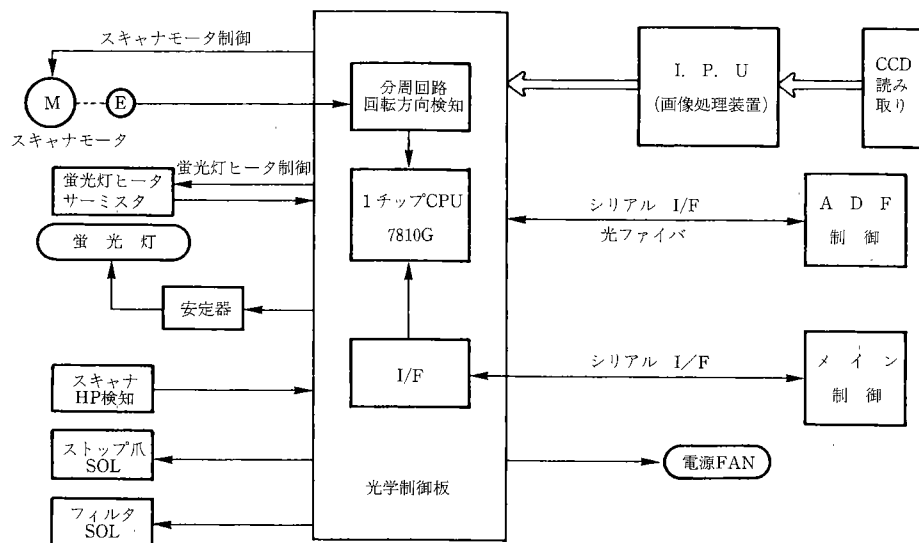 スキャナモータ制御
M
E
スキャナモータ
分周回路
回転方向検知
I. P. U
(画像処理装置)
CCD
読み
取り
蛍光灯ヒータ制御
蛍光灯ヒータ
サーミスタ
1チップCPU
7810G
シリアル I/F
光ファイバ
A D F
制御
蛍光灯
安定器
スキャナ
HP検知
I/F
シリアル I/F
メイン
制御
ストップ爪
SOL
電源FAN
光学制御板
フィルタ
SOL